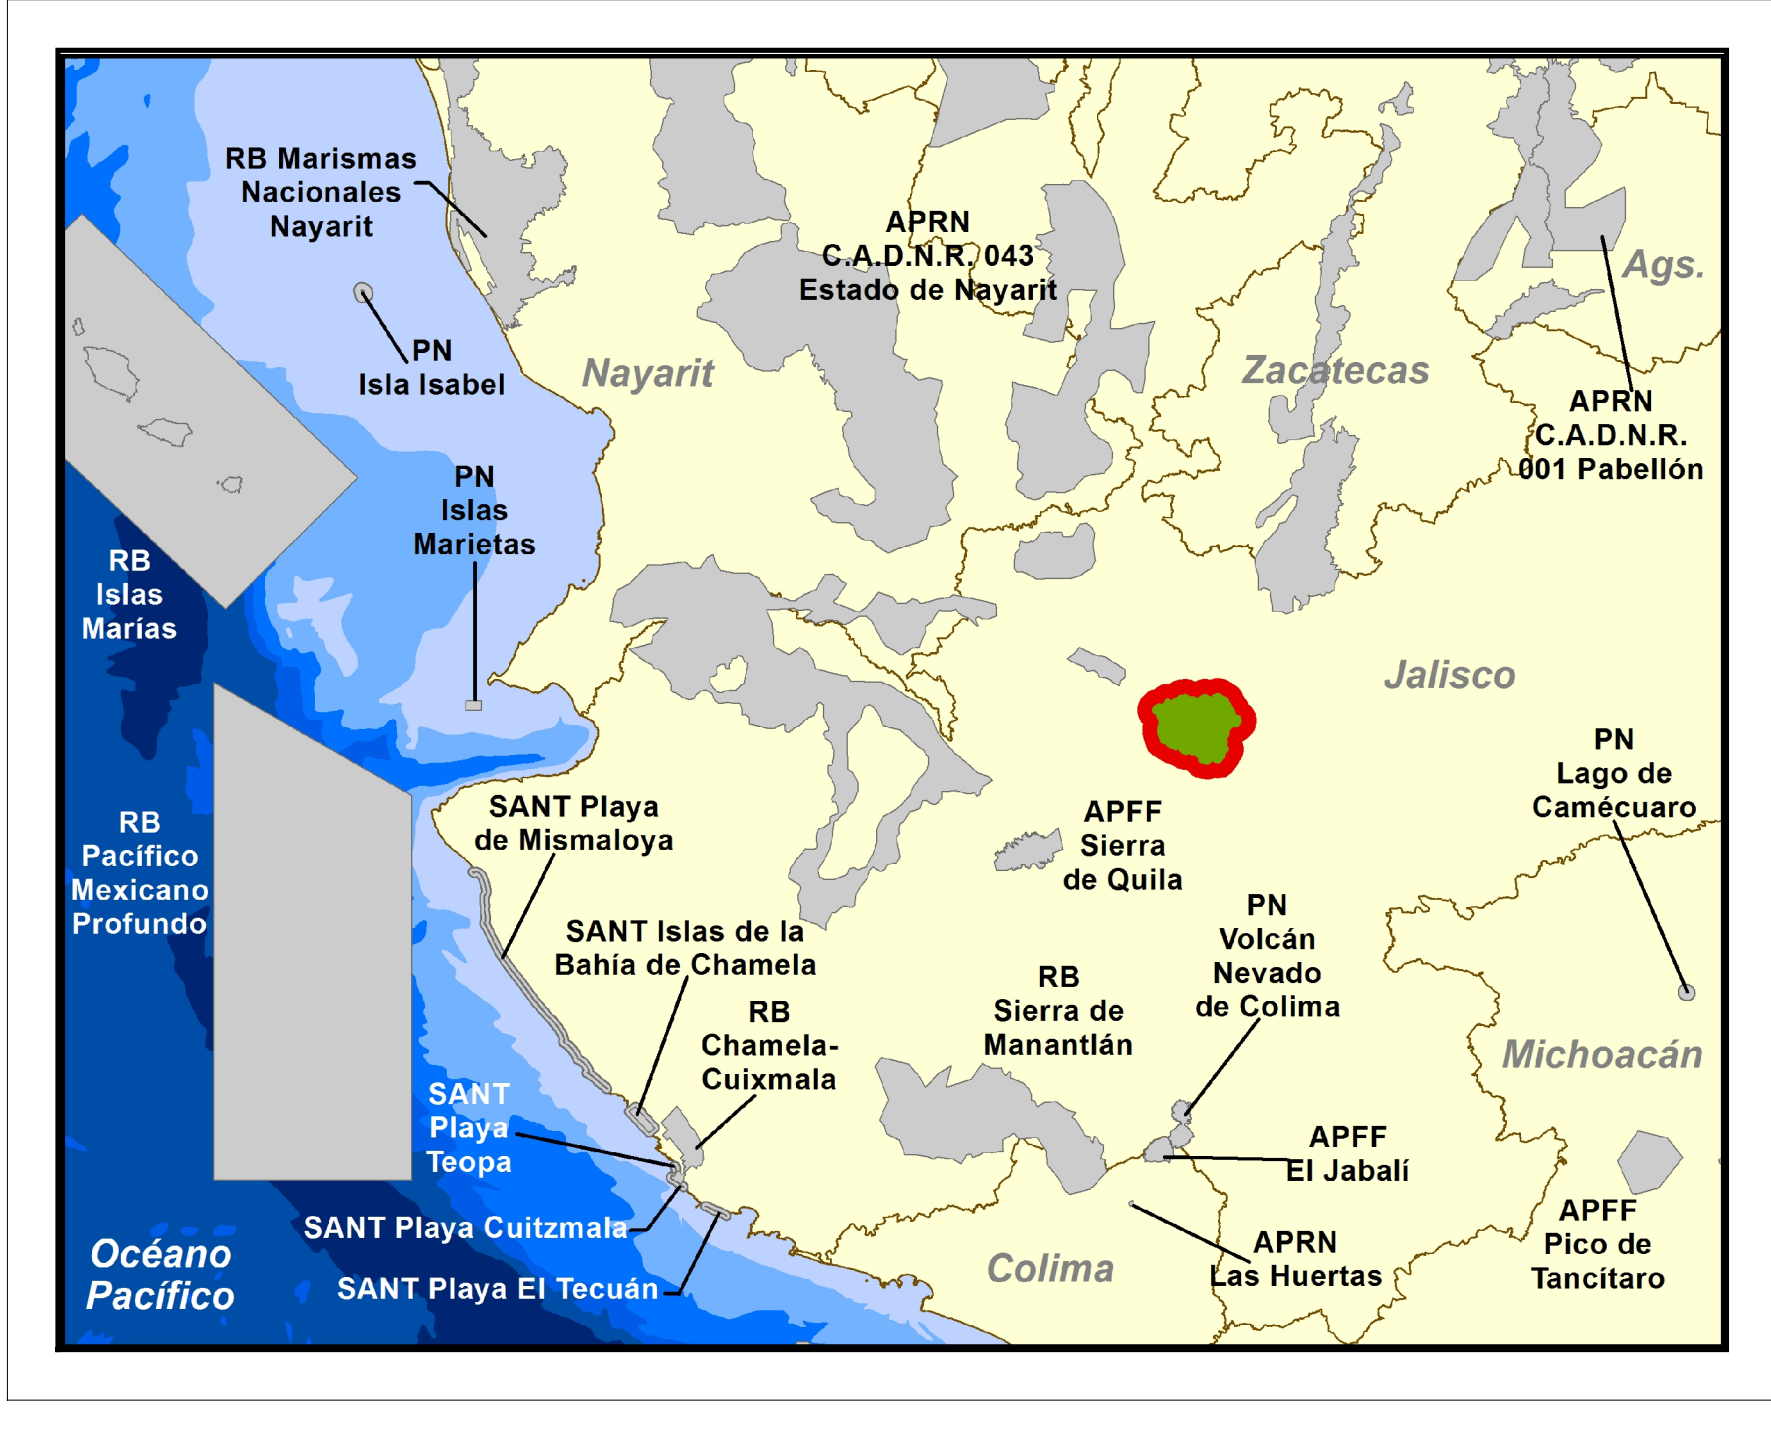 RB Marismas
Nacionales
Nayarit
APRN
C.A.D.N.R. 043
Estado de Nayarit
Ags.
PN
Isla Isabel
Nayarit
Zacatecas
APRN
C.A.D.N.R.
001 Pabellón
PN
Islas
Marietas
RB
Islas
Marías
Jalisco
PN
Lago de
Camécuaro
SANT Playa
de Mismaloya
APFF
Sierra
de Quila
RB
Pacífico
Mexicano
Profundo
SANT Islas de la
Bahía de Chamela
PN
Volcán
Nevado
de Colima
RB
Sierra de
Manantlán
RB
Chamela-
Cuixmala
Michoacán
SANT
Playa
Teopa
APFF
El Jabalí
SANT Playa Cuitzmala
APFF
Pico de
Tancítaro
Océano
Pacífico
Colima
APRN
Las Huertas
SANT Playa El Tecuán